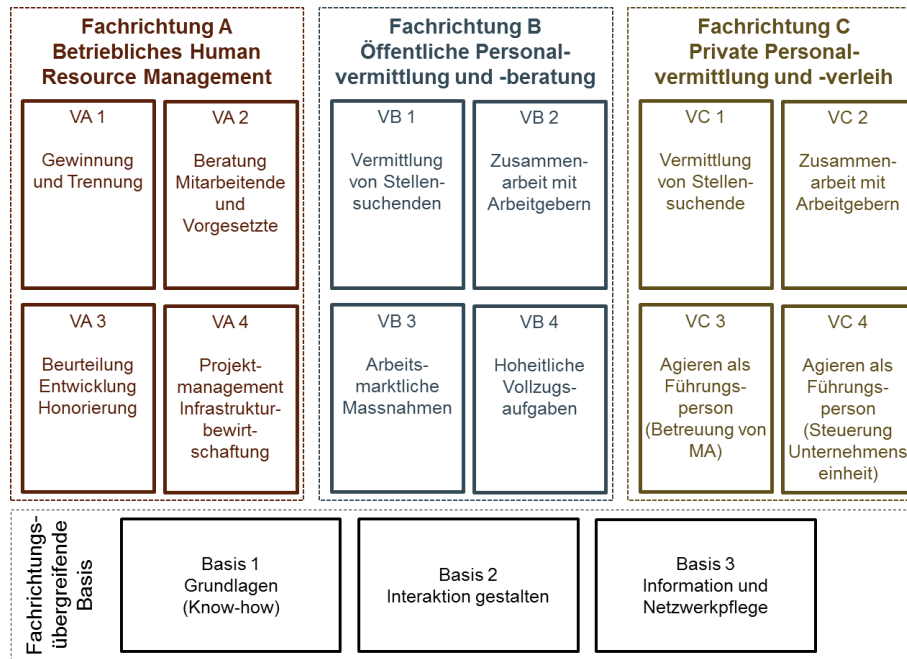 Fachrichtung A
Betriebliches Human
Resource Management
VA 1
Gewinnung
und Trennung
VA 2
Beratung
Mitarbeitende
und
Vorgesetzte
VA 3
Beurteilung
Entwicklung
Honorierung
VA 4
Projekt-
management
Infrastruktur-
bewirt-
schaftung
Fachrichtung B
Öffentliche Personal-
vermittlung und -beratung
VB 1
Vermittlung
von Stellen-
suchenden
VB 2
Zusammen-
arbeit mit
Arbeitgebern
VB 3
Arbeits-
marktliche
Massnahmen
VB 4
Hoheitliche
Vollzugs-
aufgaben
Fachrichtung C
Private Personal-
vermittlung und -verleih
VC 1
Vermittlung
von Stellen-
suchende
VC 2
Zusammen-
arbeit mit
Arbeitgebern
VC 3
Agieren als
Führungs-
person
(Betreuung von
MA)
VC 4
Agieren als
Führungs-
person
(Steuerung
Unternehmens
einheit)
Fachrichtungs-
übergreifende
Basis
Basis 1
Grundlagen
(Know-how)
Basis 2
Interaktion gestalten
Basis 3
Information und
Netzwerkpflege